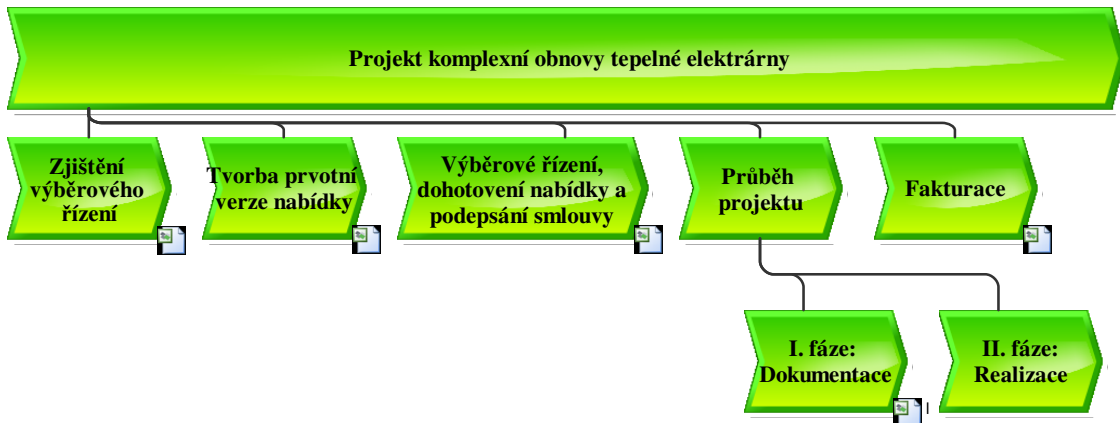 Projekt komplexní obnovy tepelné elektrárny
Zjištění
výběrového
řízení
Tvorba prvotní
verze nabídky
Výběrové řízení,
dohotovení nabídky a
podepsání smlouvy
Průběh
projektu
Fakturace
I. fáze:
Dokumentace
II. fáze:
Realizace